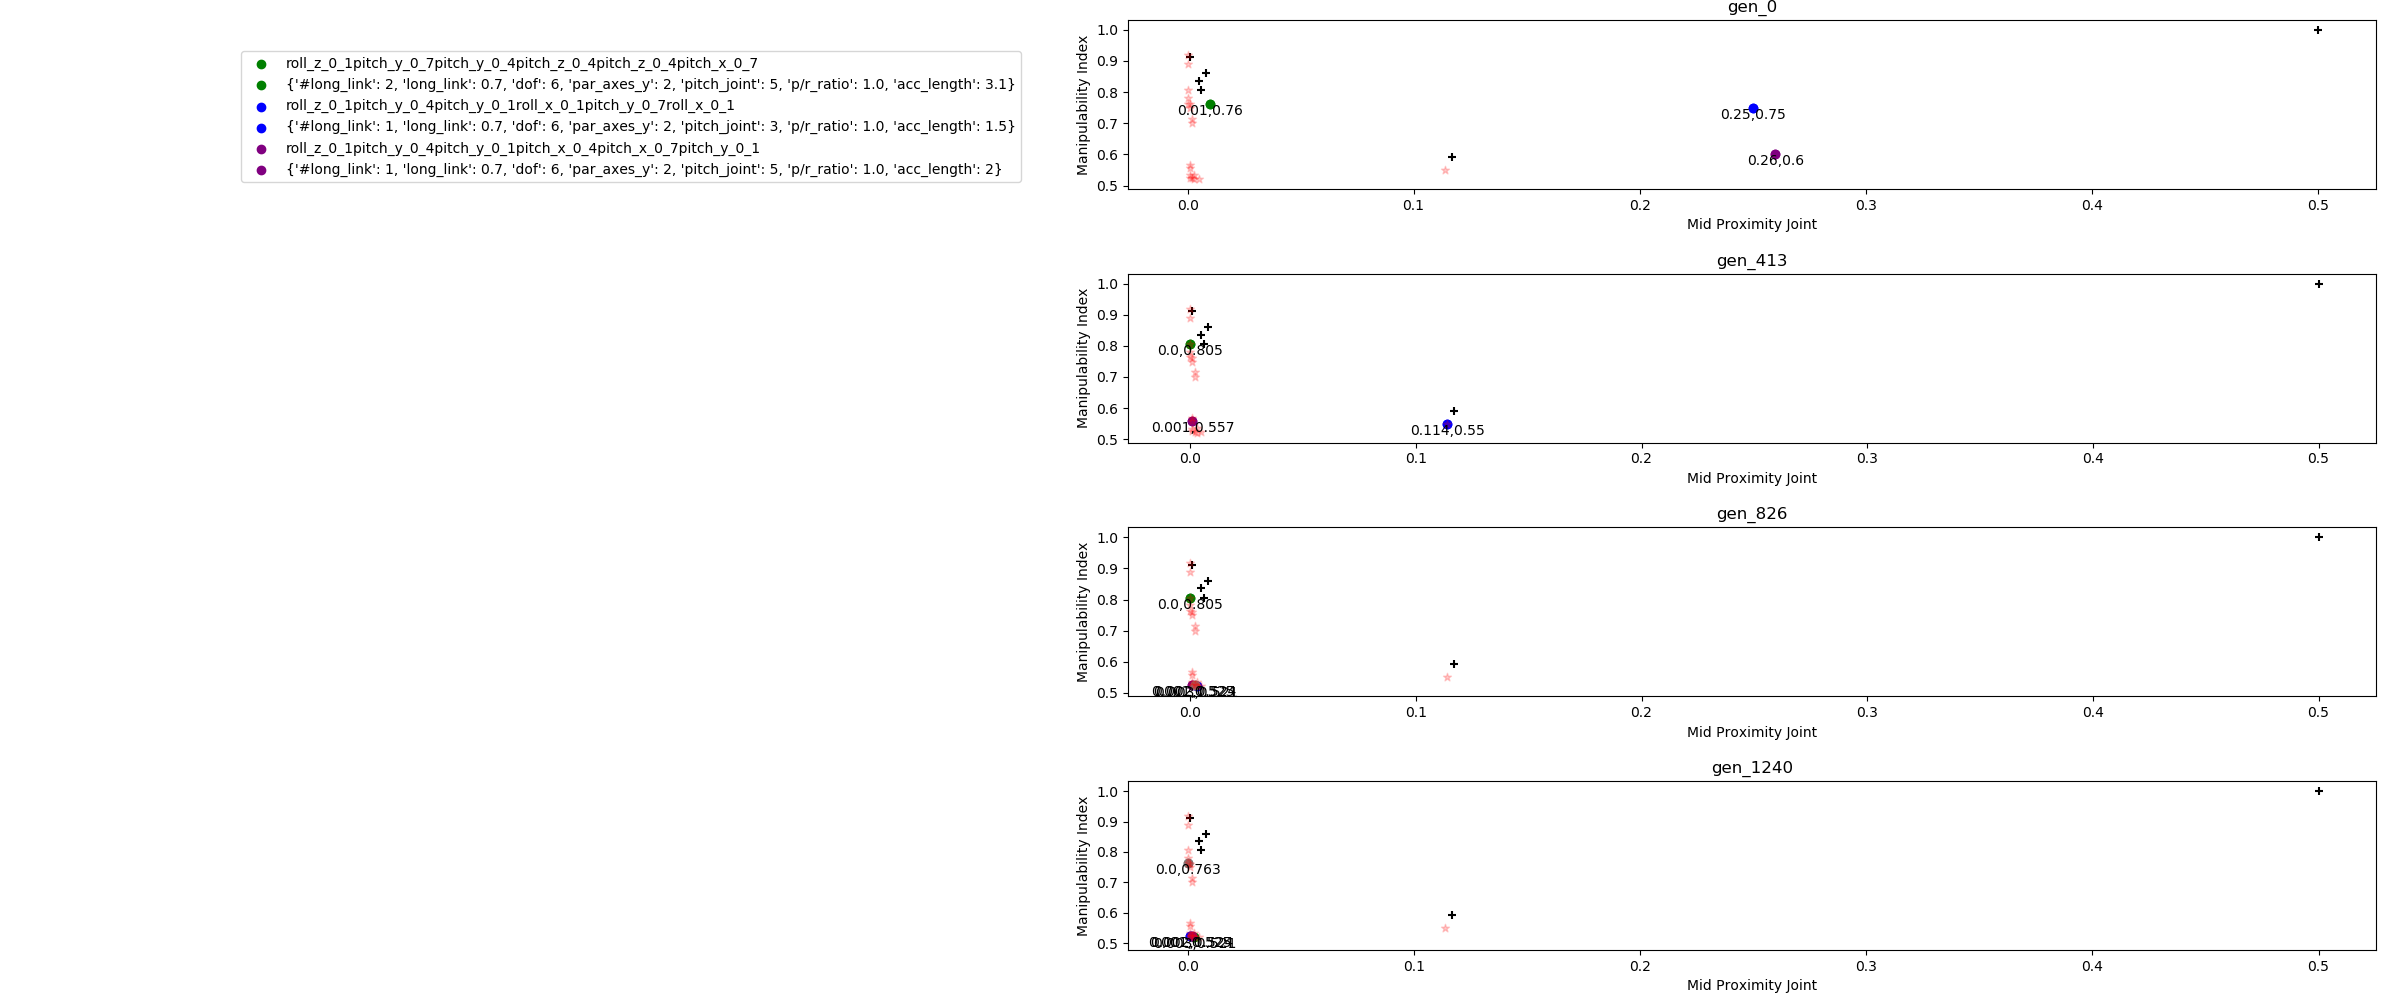 roll_z_0_1pitch_y_0_7pitch_y_0_4pitch_z_0_4pitch_z_0_4pitch_x_0_7
{'#long_link': 2, 'long_link': 0.7, 'dof': 6, 'par_axes_y': 2, 'pitch_joint': 5, 'p/r_ratio': 1.0, 'acc_length': 3.1}
roll_z_0_1pitch_y_0_4pitch_y_0_1roll_x_0_1pitch_y_0_7roll_x_0_1
{'#long_link': 1, 'long_link': 0.7, 'dof': 6, 'par_axes_y': 2, 'pitch_joint': 3, 'p/r_ratio': 1.0, 'acc_length': 1.5}
roll_z_0_1pitch_y_0_4pitch_y_0_1pitch_x_0_4pitch_x_0_7pitch_y_0_1
{'#long_link': 1, 'long_link': 0.7, 'dof': 6, 'par_axes_y': 2, 'pitch_joint': 5, 'p/r_ratio': 1.0, 'acc_length': 2}
gen_0
Manipulability Index
1.0
0.9
0.8
0.7
0.6
0.5
0.01,0.76
0.25,0.75
0.26,0.6
0.0 0.1 0.2 0.3 0.4 0.5
Mid Proximity Joint
gen_413
Manipulability Index
1.0
0.9
0.8
0.7
0.6
0.5
0.0,0.805
0.001,0.557
0.114,0.55
0.0 0.1 0.2 0.3 0.4 0.5
Mid Proximity Joint
gen_826
Manipulability Index
1.0
0.9
0.8
0.7
0.6
0.5
0.0,0.805
0.0 0.1 0.2 0.3 0.4 0.5
Mid Proximity Joint
gen_1240
Manipulability Index
1.0
0.9
0.8
0.7
0.6
0.5
0.0,0.763
0.0 0.1 0.2 0.3 0.4 0.5
Mid Proximity Joint